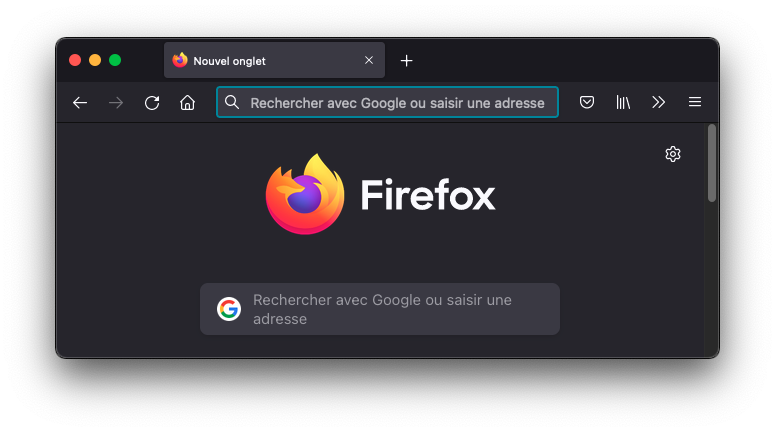 Nouvel onglet
Rechercher avec Google ou saisir une adresse
Firefox
Rechercher avec Google ou saisir une
adresse